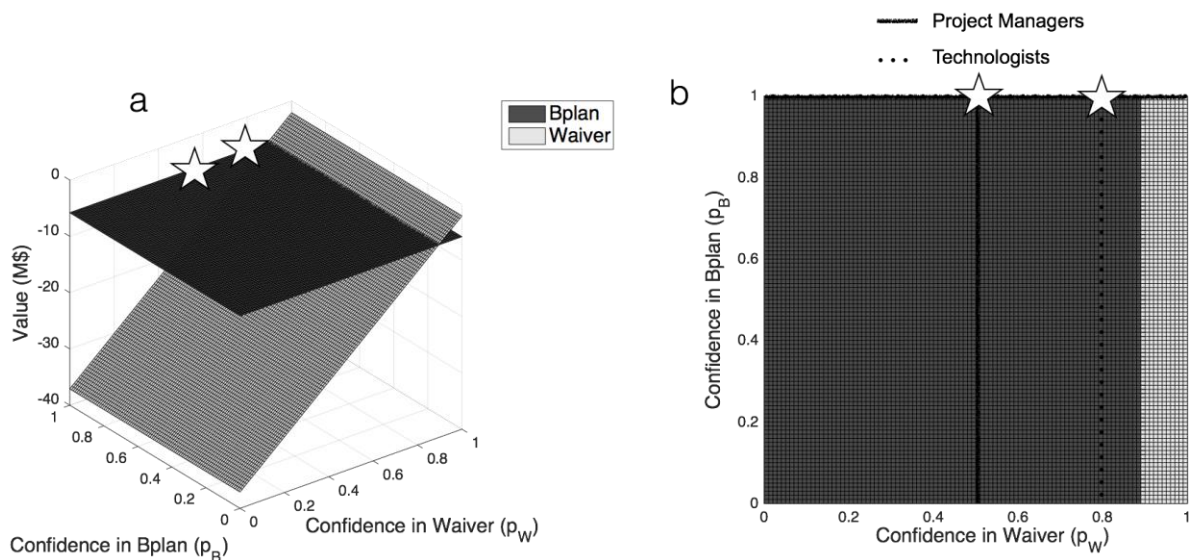 a
Bplan
Waiver
0
-10
-20
-30
-40
Value (M$)
1
0.8
0.6
0.4
0.2
0
Confidence in Bplan (p_B)
0
0.2
0.4
0.6
0.8
1
Confidence in Waiver (p_W)
Project Managers
Technologists
b
1
0.8
0.6
0.4
0.2
0
Confidence in Bplan (p_B)
0
0.2
0.4
0.6
0.8
1
Confidence in Waiver (p_W)